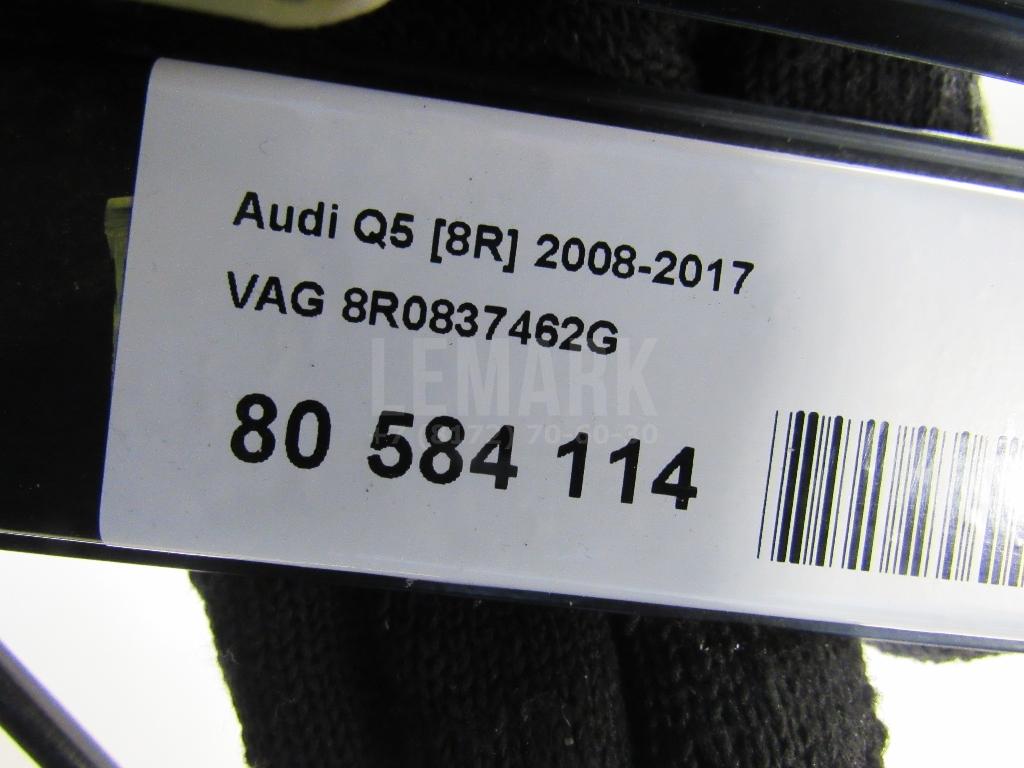 Audi Q5 [8R] 2008-2017
VAG 8R0837462G
LEMARK
80 584 114